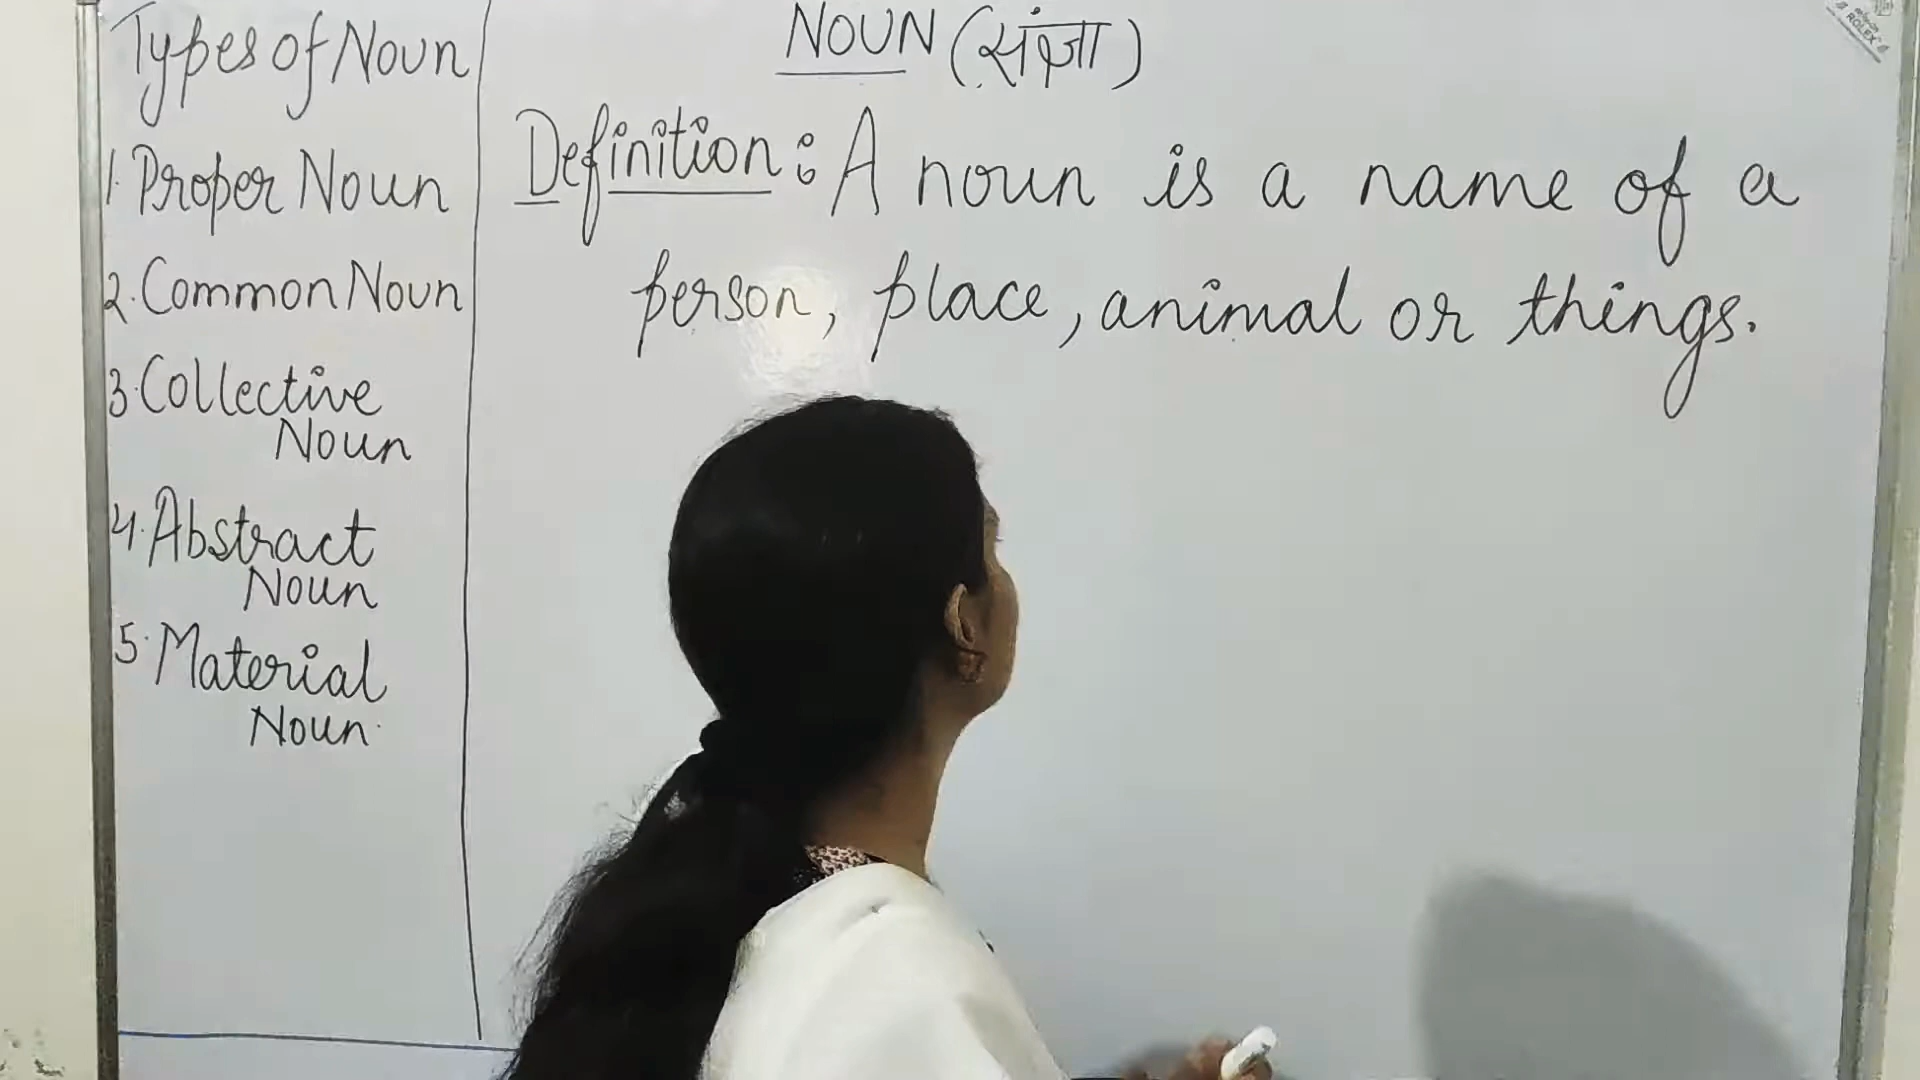 Types of Noun
1. Proper Noun
2. Common Noun
3. Collective
Noun
4. Abstract
Noun
5. Material
Noun.
NOUN (संज्ञा)
Definition: A noun is a name of a
person, place, animal or things.
ROLEX